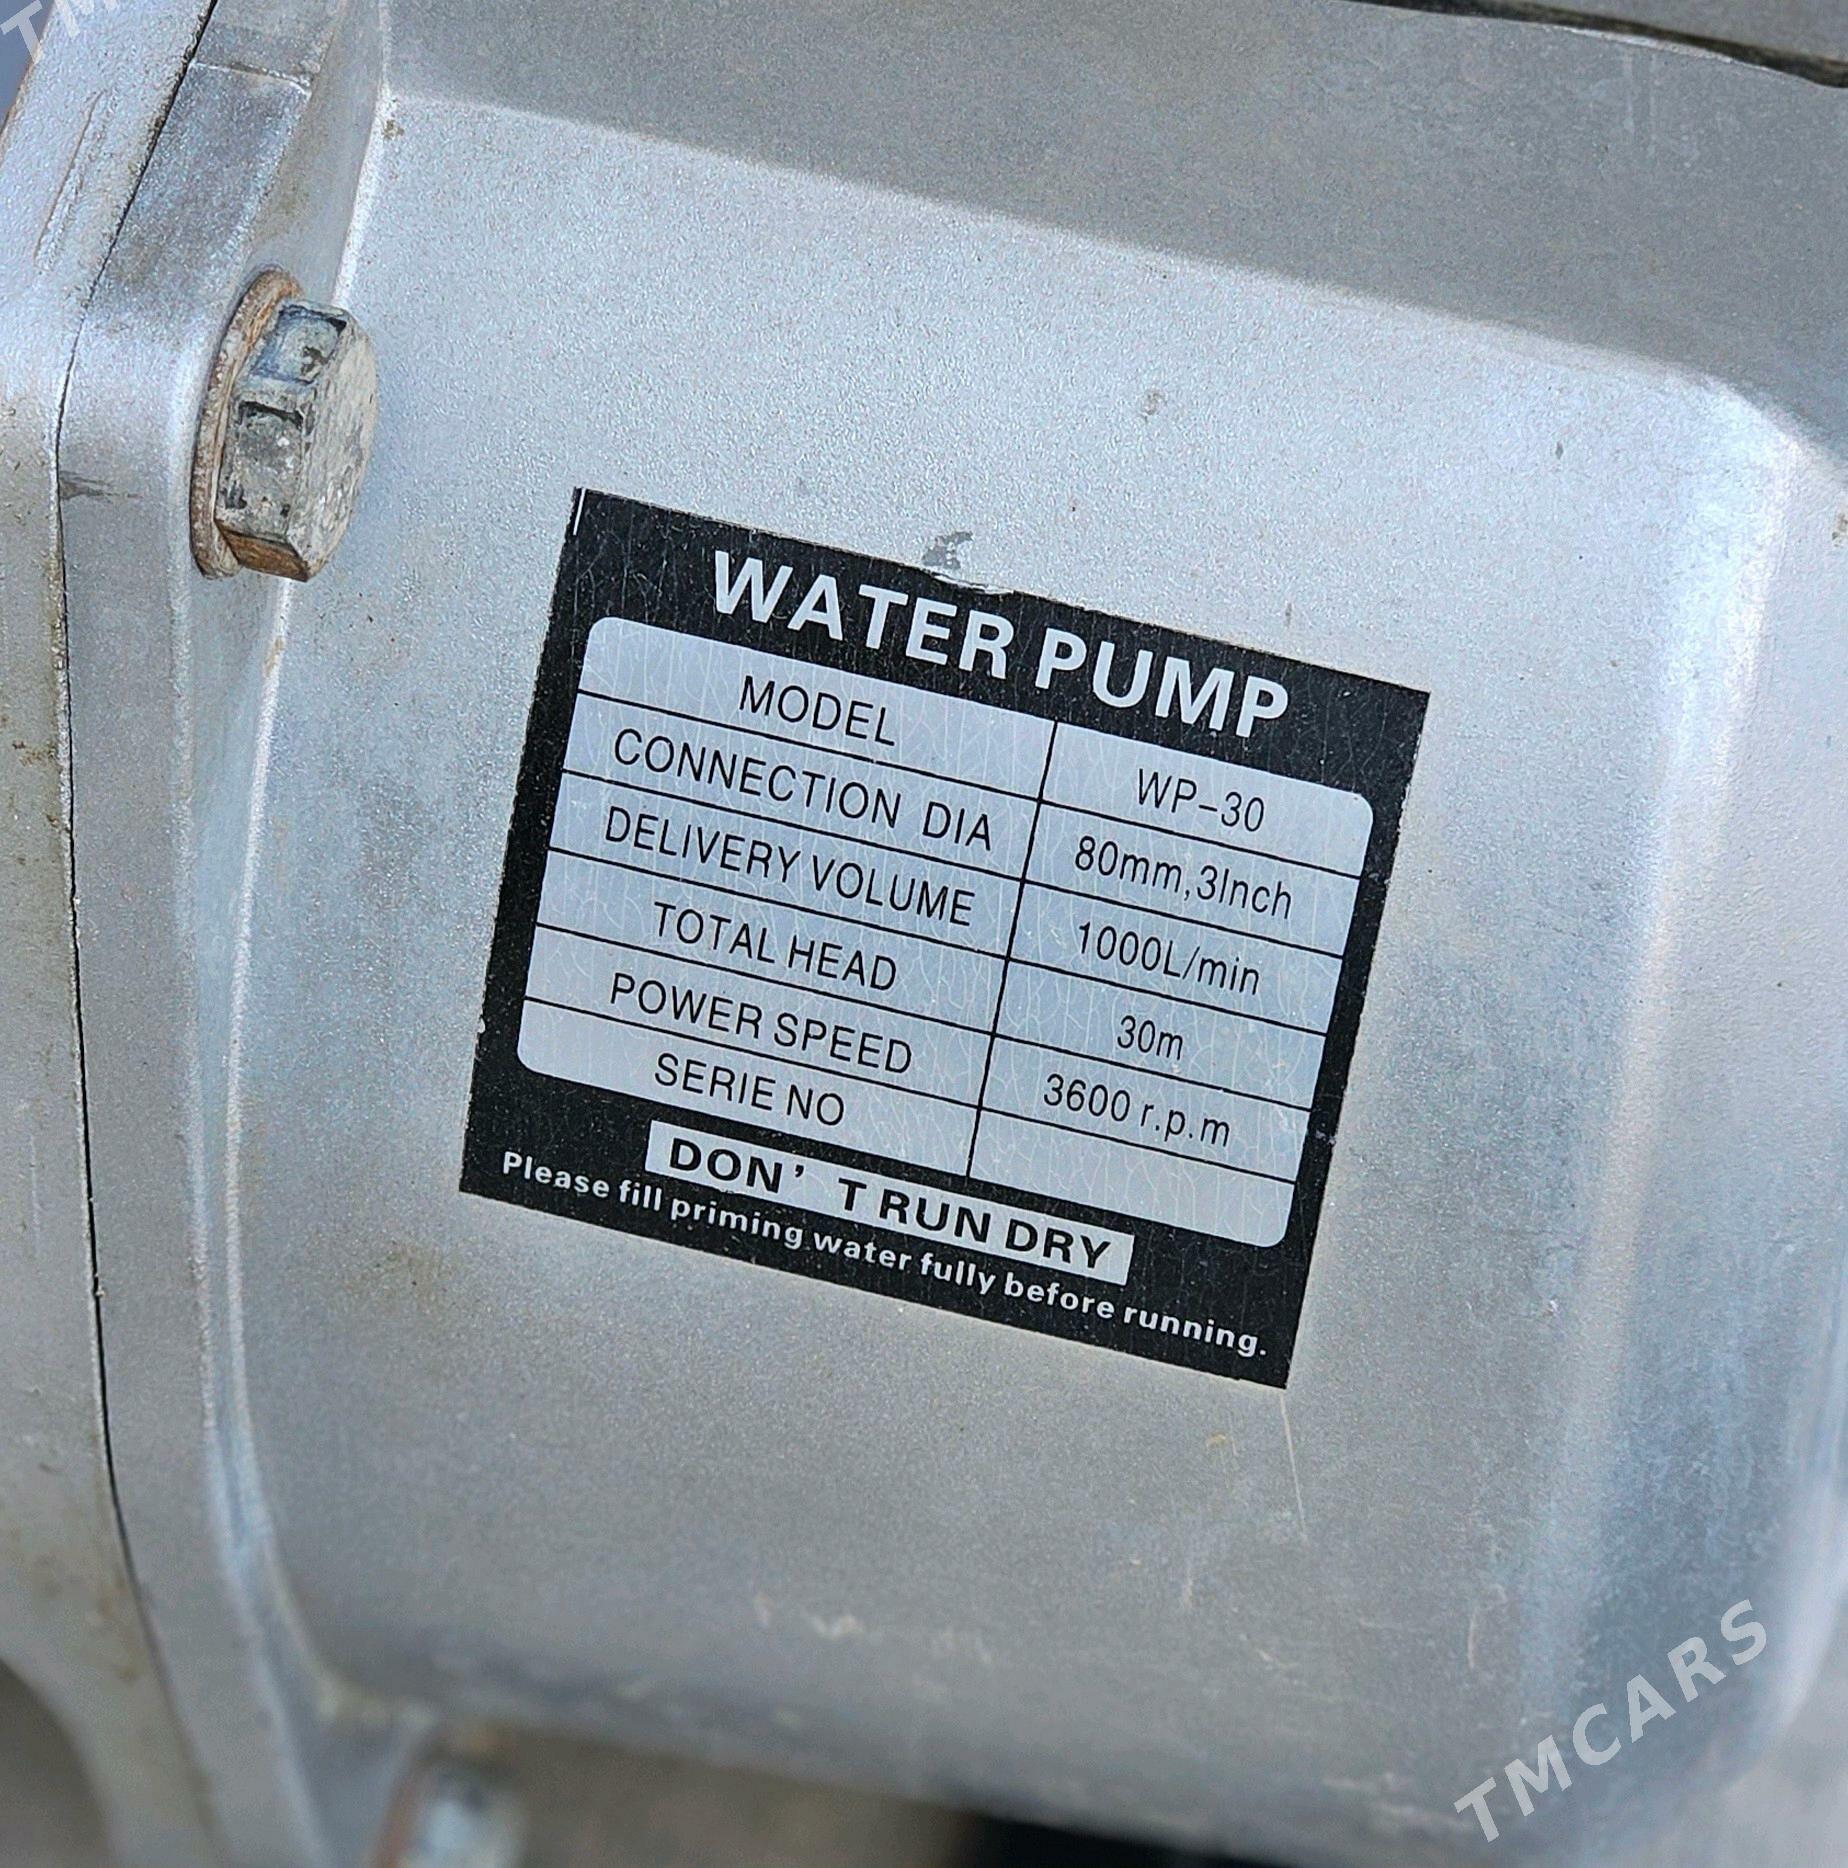 WATER PUMP
MODEL WP-30
CONNECTION DIA 80mm,3Inch
DELIVERY VOLUME 1000L/min
TOTAL HEAD 30m
POWER SPEED 3600 r.p.m
SERIE NO
DON'T RUN DRY
Please fill priming water fully before running.
TMCARS